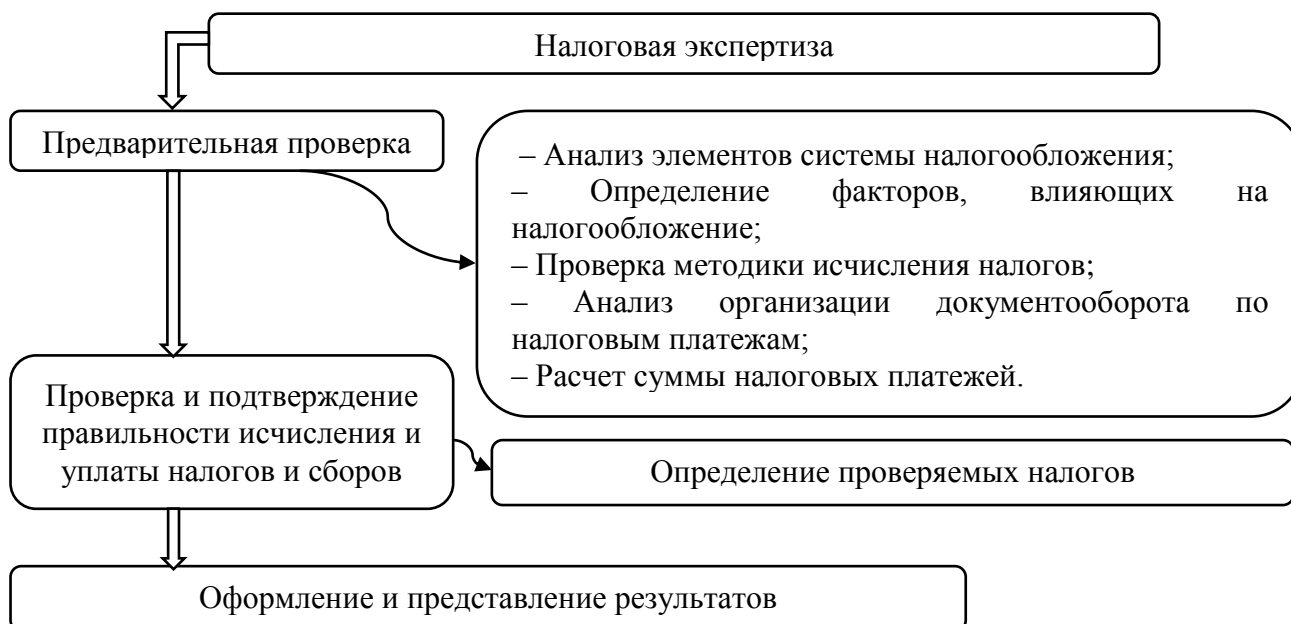 Налоговая экспертиза
Предварительная проверка
– Анализ элементов системы налогообложения;
– Определение факторов, влияющих на
налогообложение;
– Проверка методики исчисления налогов;
– Анализ организации документооборота по
налоговым платежам;
– Расчет суммы налоговых платежей.
Проверка и подтверждение
правильности исчисления и
уплаты налогов и сборов
Определение проверяемых налогов
Оформление и представление результатов